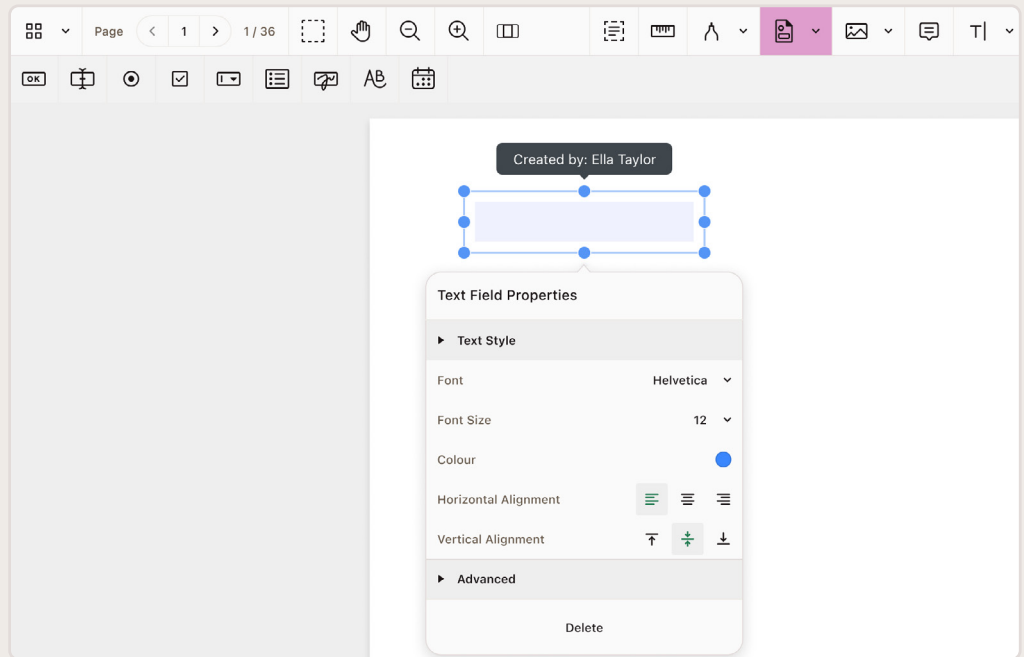 Page 1 1 / 36 T
OK I AB
Created by: Ella Taylor
Text Field Properties
Text Style
Font Helvetica
Font Size 12
Colour
Horizontal Alignment
Vertical Alignment
Advanced
Delete